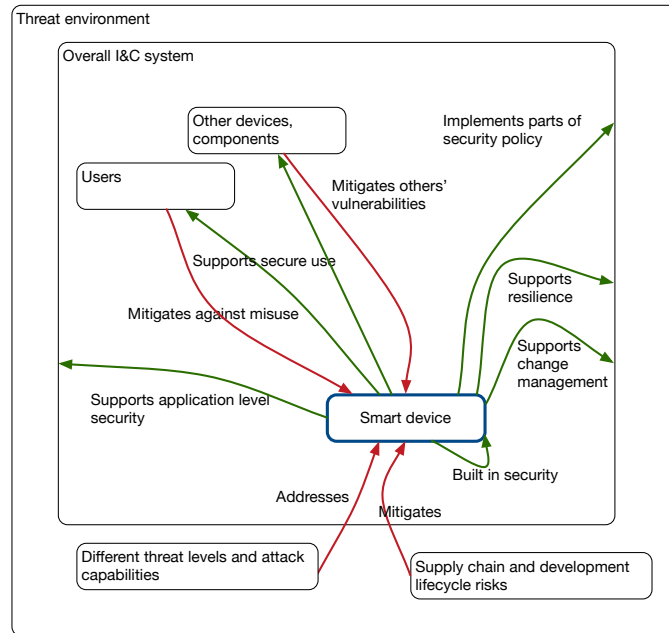 Threat environment
Overall I&C system
Other devices,
components
Implements parts of
security policy
Users
Mitigates others'
vulnerabilities
Supports secure use
Supports
resilience
Mitigates against misuse
Supports
change
management
Supports application level
security
Smart device
Built in security
Addresses
Mitigates
Different threat levels and attack
capabilities
Supply chain and development
lifecycle risks